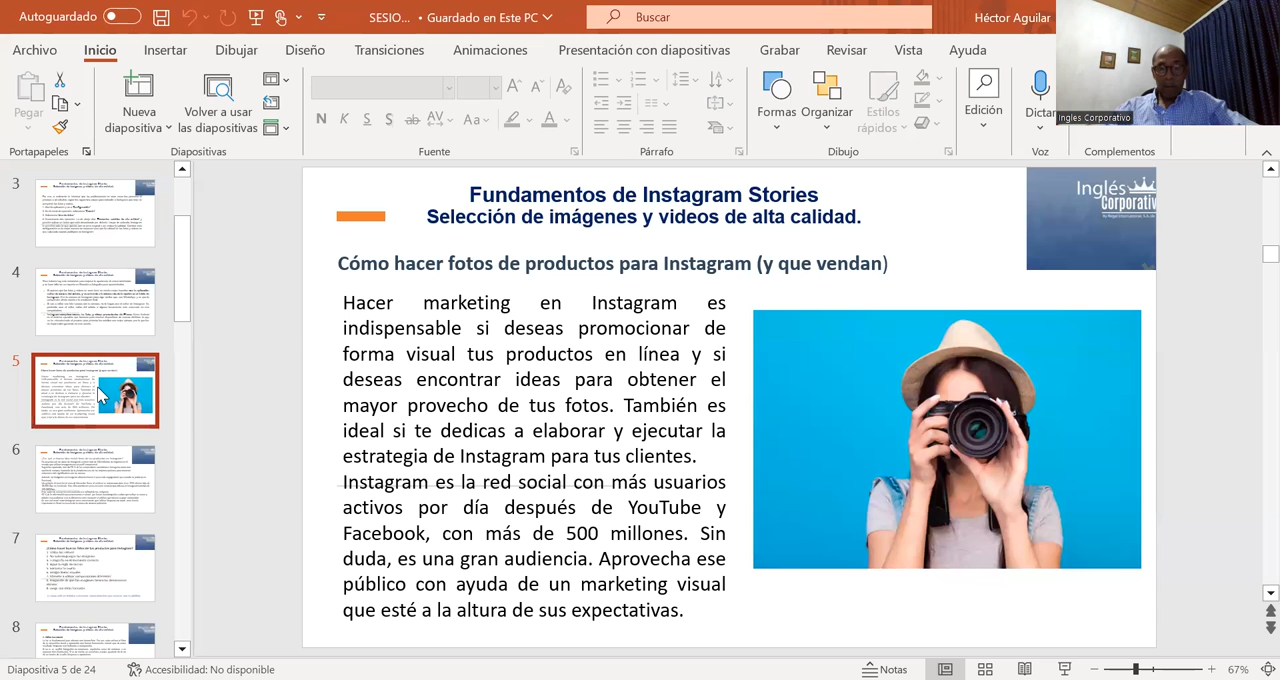 Autoguardado
SESIO... • Guardado en Este PC
Buscar
Héctor Aguilar
Archivo Inicio Insertar Dibujar Diseño Transiciones Animaciones Presentación con diapositivas Grabar Revisar Vista Ayuda
Pegar
Nueva diapositiva
Volver a usar las diapositivas
N K S S ab AV Aa A
Formas Organizar Estilos rápidos
Edición
Dictar
Ingles Corporativo
Portapapeles Diapositivas Fuente Párrafo Dibujo Voz Complementos
3
4
5
6
7
8
Fundamentos de Instagram Stories
Selección de imágenes y videos de alta calidad.
Inglés
Corporativo
Cómo hacer fotos de productos para Instagram (y que vendan)
Hacer marketing en Instagram es
indispensable si deseas promocionar de
forma visual tus productos en línea y si
deseas encontrar ideas para obtener el
mayor provecho de tus fotos. También es
ideal si te dedicas a elaborar y ejecutar la
estrategia de Instagram para tus clientes.
Instagram es la red social con más usuarios
activos por día después de YouTube y
Facebook, con más de 500 millones. Sin
duda, es una gran audiencia. Aprovecha ese
público con ayuda de un marketing visual
que esté a la altura de sus expectativas.
Diapositiva 5 de 24
Accesibilidad: No disponible
Notas
67%